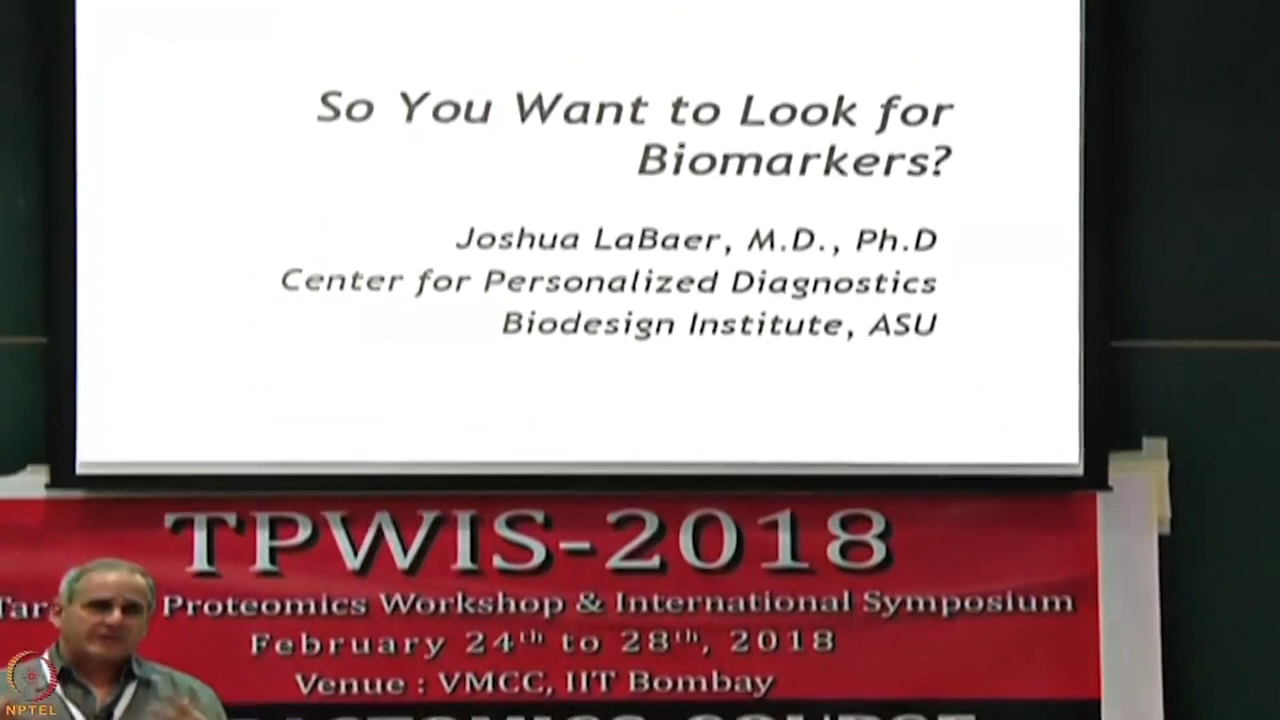 So You Want to Look for
Biomarkers?
Joshua LaBaer, M.D., Ph.D
Center for Personalized Diagnostics
Biodesign Institute, ASU
TPWIS-2018
Proteomics Workshop & International Symposium
February 24th to 28th, 2018
Venue : VMCC, IIT Bombay
NPTEL